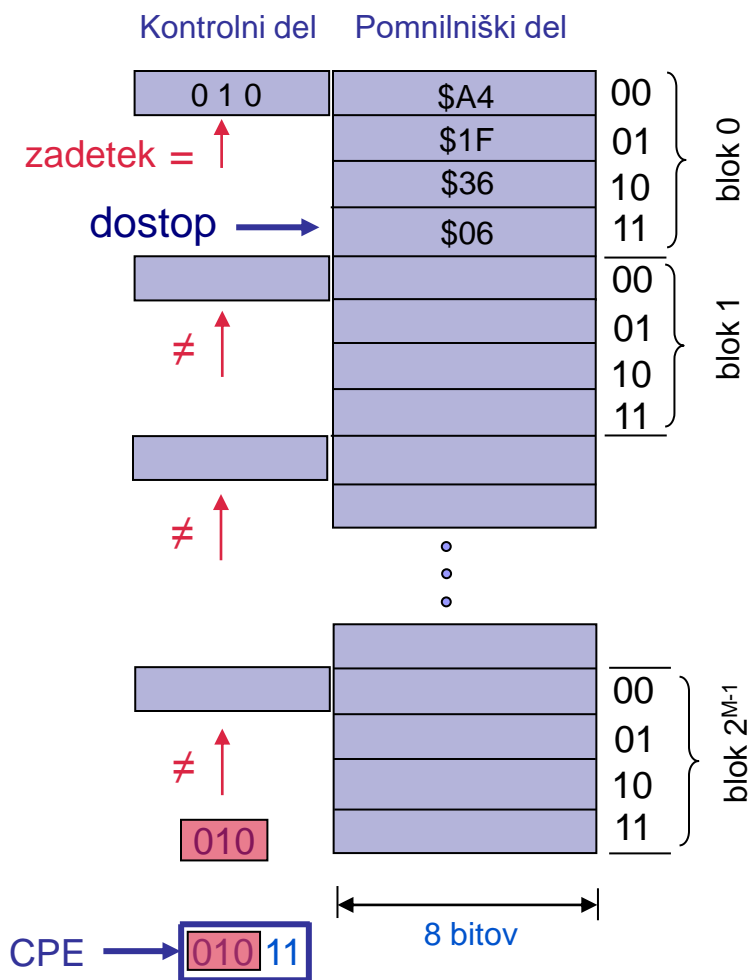 Kontrolni del Pomnilniški del
0 1 0 $A4 00
$1F 01
zadetek =
$36 10
dostop $06 11
blok 0
00
≠ 01
10
11
blok 1
≠
00
≠ 01
10
010 11
blok 2^M-1
8 bitov
CPE 010 11